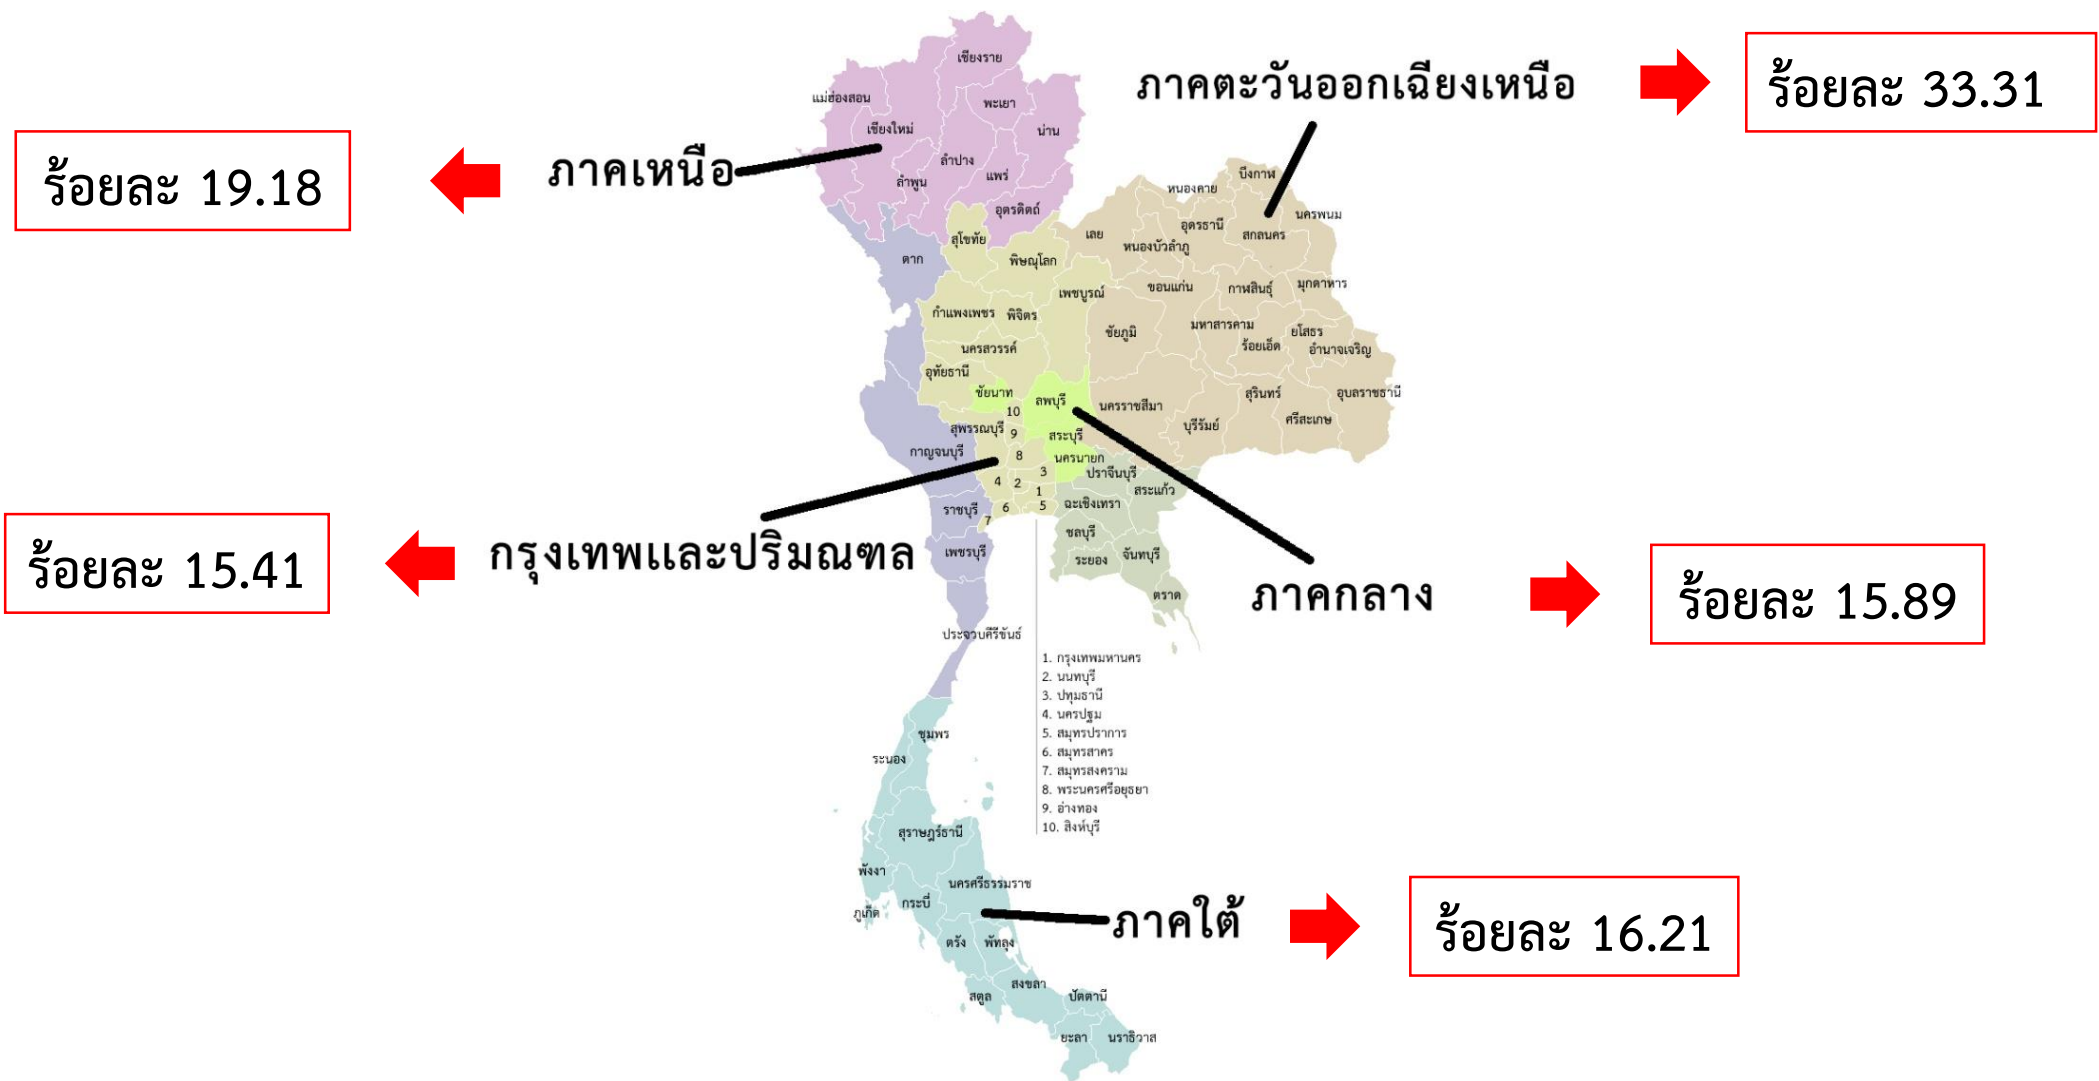 เชียงราย
ภาคตะวันออกเฉียงเหนือ
ร้อยละ 33.31
แม่ฮ่องสอน
พะเยา
เชียงใหม่
น่าน
ร้อยละ 19.18
ภาคเหนือ
ลำปาง
แพร่
ลำพูน
อุตรดิตถ์
บึงกาฬ
หนองคาย
นครพนม
อุดรธานี
สกลนคร
เลย
หนองบัวลำภู
สุโขทัย
ตาก
พิษณุโลก
เพชบูรณ์
ขอนแก่น
กาฬสินธุ์
มุกดาหาร
กำแพงเพชร
พิจิตร
ชัยภูมิ
มหาสารคาม
ยโสธร
ร้อยเอ็ด
อำนาจเจริญ
นครสวรรค์
อุทัยธานี
ชัยนาท
ลพบุรี
นครราชสีมา
สุรินทร์
อุบลราชธานี
บุรีรัมย์
ศรีสะเกษ
10
สุพรรณบุรี
9
สระบุรี
กาญจนบุรี
8
นครนายก
3
ปราจีนบุรี
4
2
1
สระแก้ว
ราชบุรี
6
5
ฉะเชิงเทรา
7
ชลบุรี
ร้อยละ 15.41
กรุงเทพและปริมณฑล
เพชรบุรี
ระยอง
จันทบุรี
ตราด
ภาคกลาง
ร้อยละ 15.89
ประจวบคีรีขันธ์
1. กรุงเทพมหานคร
2. นนทบุรี
3. ปทุมธานี
4. นครปฐม
5. สมุทรปราการ
6. สมุทรสาคร
7. สมุทรสงคราม
8. พระนครศรีอยุธยา
9. อ่างทอง
10. สิงห์บุรี
ชุมพร
ระนอง
สุราษฎร์ธานี
พังงา
นครศรีธรรมราช
ภูเก็ต
กระบี่
ภาคใต้
ร้อยละ 16.21
ตรัง
พัทลุง
สตูล
สงขลา
ปัตตานี
ยะลา
นราธิวาส